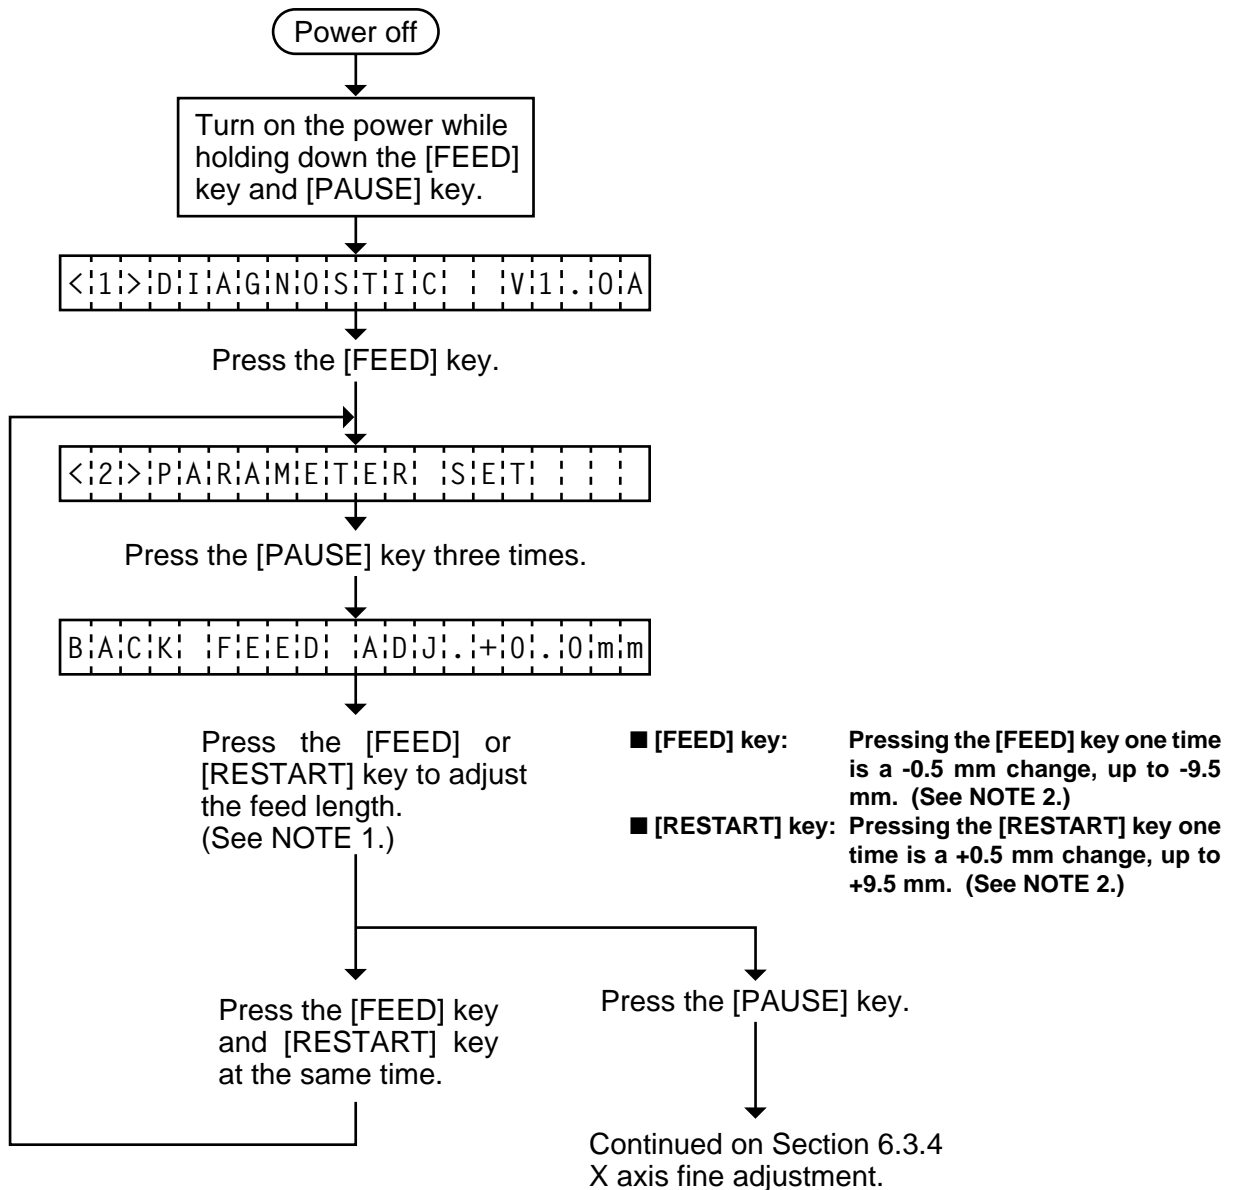 Power off
Turn on the power while
holding down the [FEED]
key and [PAUSE] key.
<1>DIAGNOSTIC  V1.0A
Press the [FEED] key.
<2>PARAMETER SET
Press the [PAUSE] key three times.
BACK FEED ADJ.+0.0mm
Press the [FEED] or
[RESTART] key to adjust
the feed length.
(See NOTE 1.)
■ [FEED] key: Pressing the [FEED] key one time
is a -0.5 mm change, up to -9.5
mm. (See NOTE 2.)
■ [RESTART] key: Pressing the [RESTART] key one
time is a +0.5 mm change, up to
+9.5 mm. (See NOTE 2.)
Press the [FEED] key
and [RESTART] key
at the same time.
Press the [PAUSE] key.
Continued on Section 6.3.4
X axis fine adjustment.